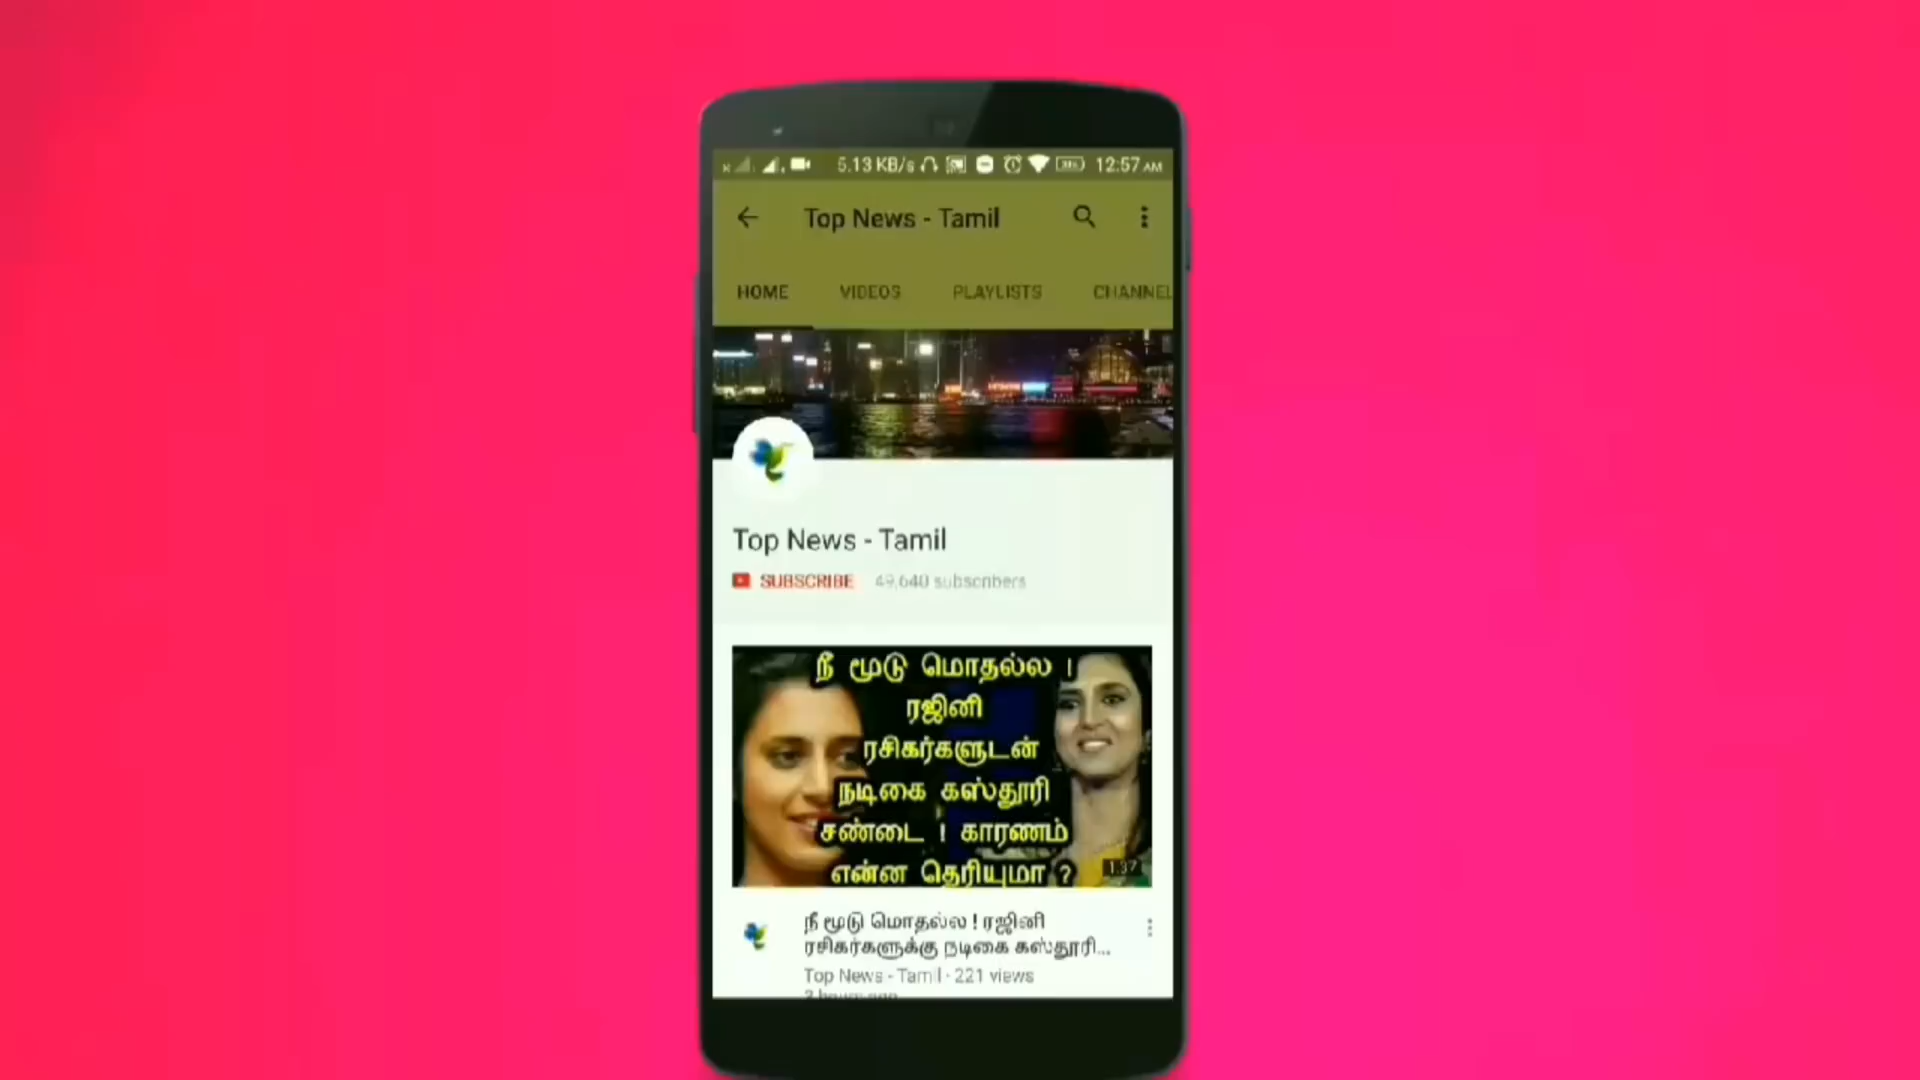 5.13 KB/s 12:57 AM
Top News - Tamil
HOME VIDEOS PLAYLISTS CHANNEL
Top News - Tamil
SUBSCRIBE 49,640 subscribers
நீ மூடு மொதல்ல !
ரஜினி
ரசிகர்களுடன்
நடிகை கஸ்தூரி
சண்டை ! காரணம்
என்ன தெரியுமா ?
1:37
நீ மூடு மொதல்ல ! ரஜினி
ரசிகர்களுக்கு நடிகை கஸ்தூரி...
Top News - Tamil · 221 views
hours ago